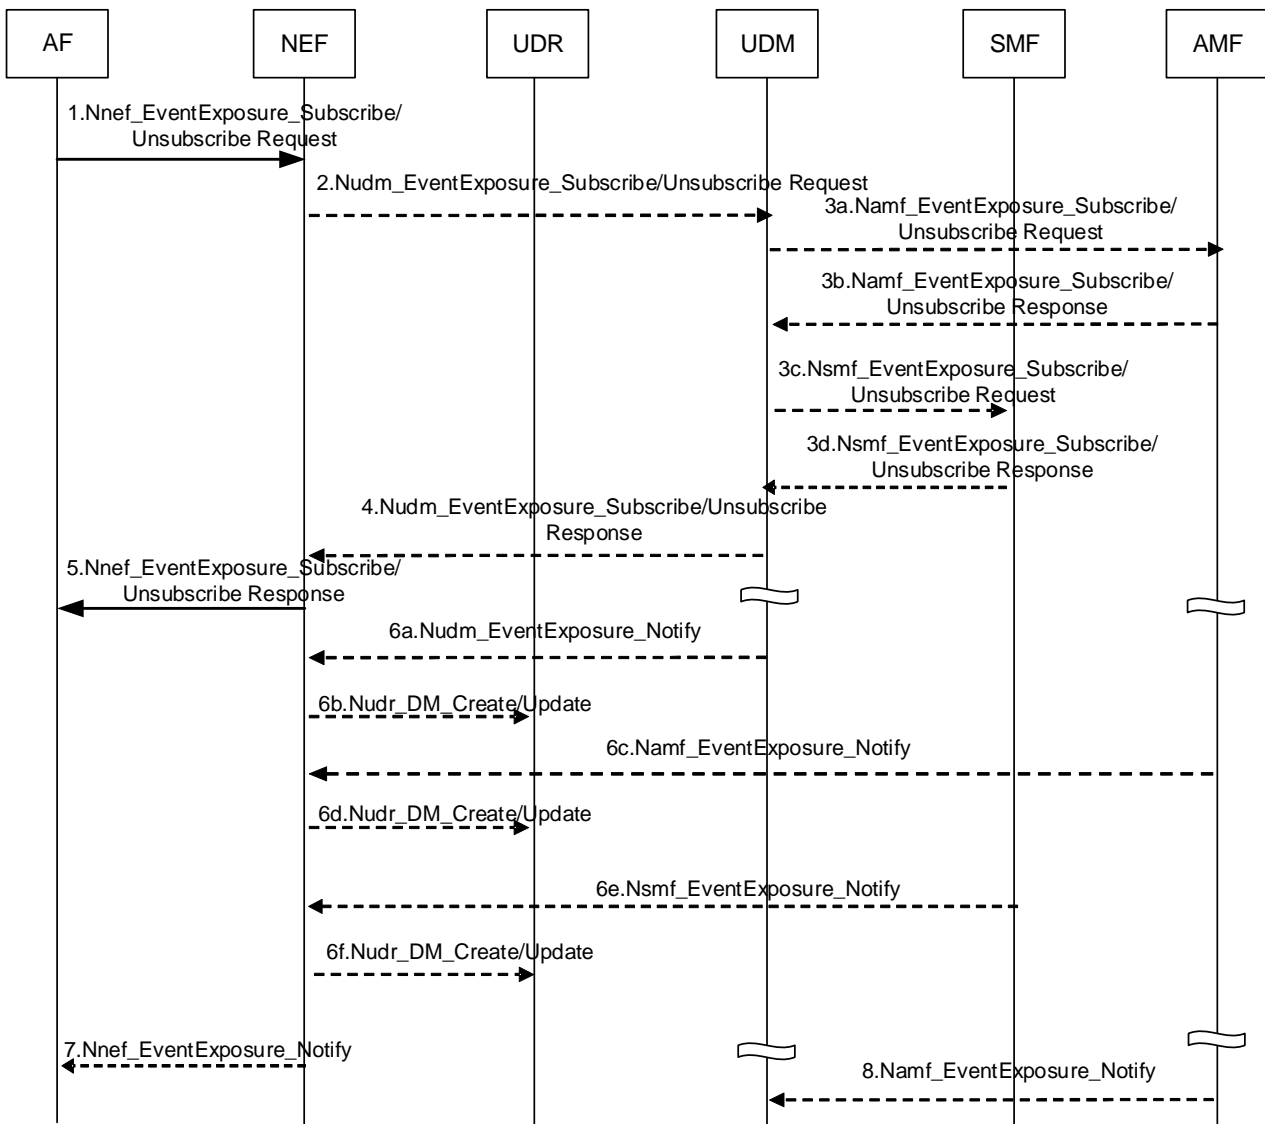 AF
NEF
UDR
UDM
SMF
AMF
1.Nnef_EventExposure_Subscribe/
Unsubscribe Request
2.Nudm_EventExposure_Subscribe/Unsubscribe Request
3a.Namf_EventExposure_Subscribe/
Unsubscribe Request
3b.Namf_EventExposure_Subscribe/
Unsubscribe Response
3c.Nsmf_EventExposure_Subscribe/
Unsubscribe Request
3d.Nsmf_EventExposure_Subscribe/
Unsubscribe Response
4.Nudm_EventExposure_Subscribe/Unsubscribe
Response
5.Nnef_EventExposure_Subscribe/
Unsubscribe Response
6a.Nudm_EventExposure_Notify
6b.Nudr_DM_Create/Update
6c.Namf_EventExposure_Notify
6d.Nudr_DM_Create/Update
6e.Nsmf_EventExposure_Notify
6f.Nudr_DM_Create/Update
7.Nnef_EventExposure_Notify
8.Namf_EventExposure_Notify